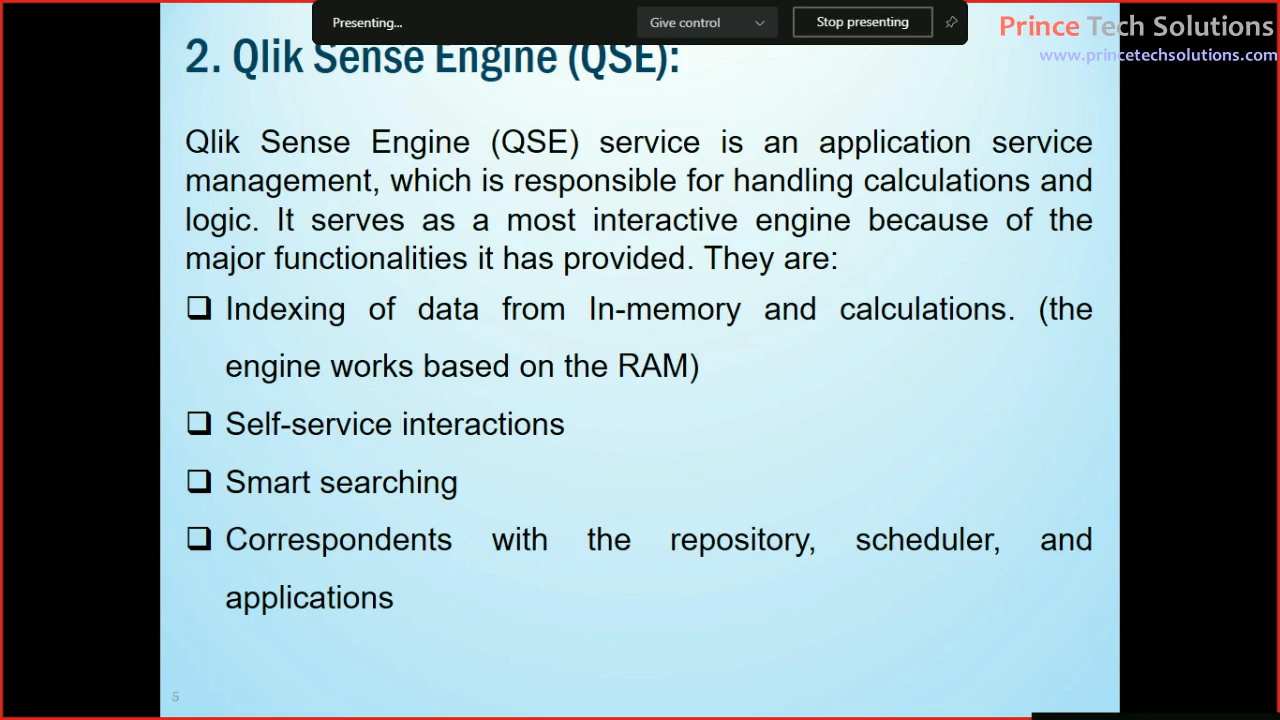 Presenting...
Give control
Stop presenting
Prince Tech Solutions
www.princetechsolutions.com
2. Qlik Sense Engine (QSE):
Qlik Sense Engine (QSE) service is an application service
management, which is responsible for handling calculations and
logic. It serves as a most interactive engine because of the
major functionalities it has provided. They are:
❑ Indexing of data from In-memory and calculations. (the
engine works based on the RAM)
❑ Self-service interactions
❑ Smart searching
❑ Correspondents with the repository, scheduler, and
applications
5